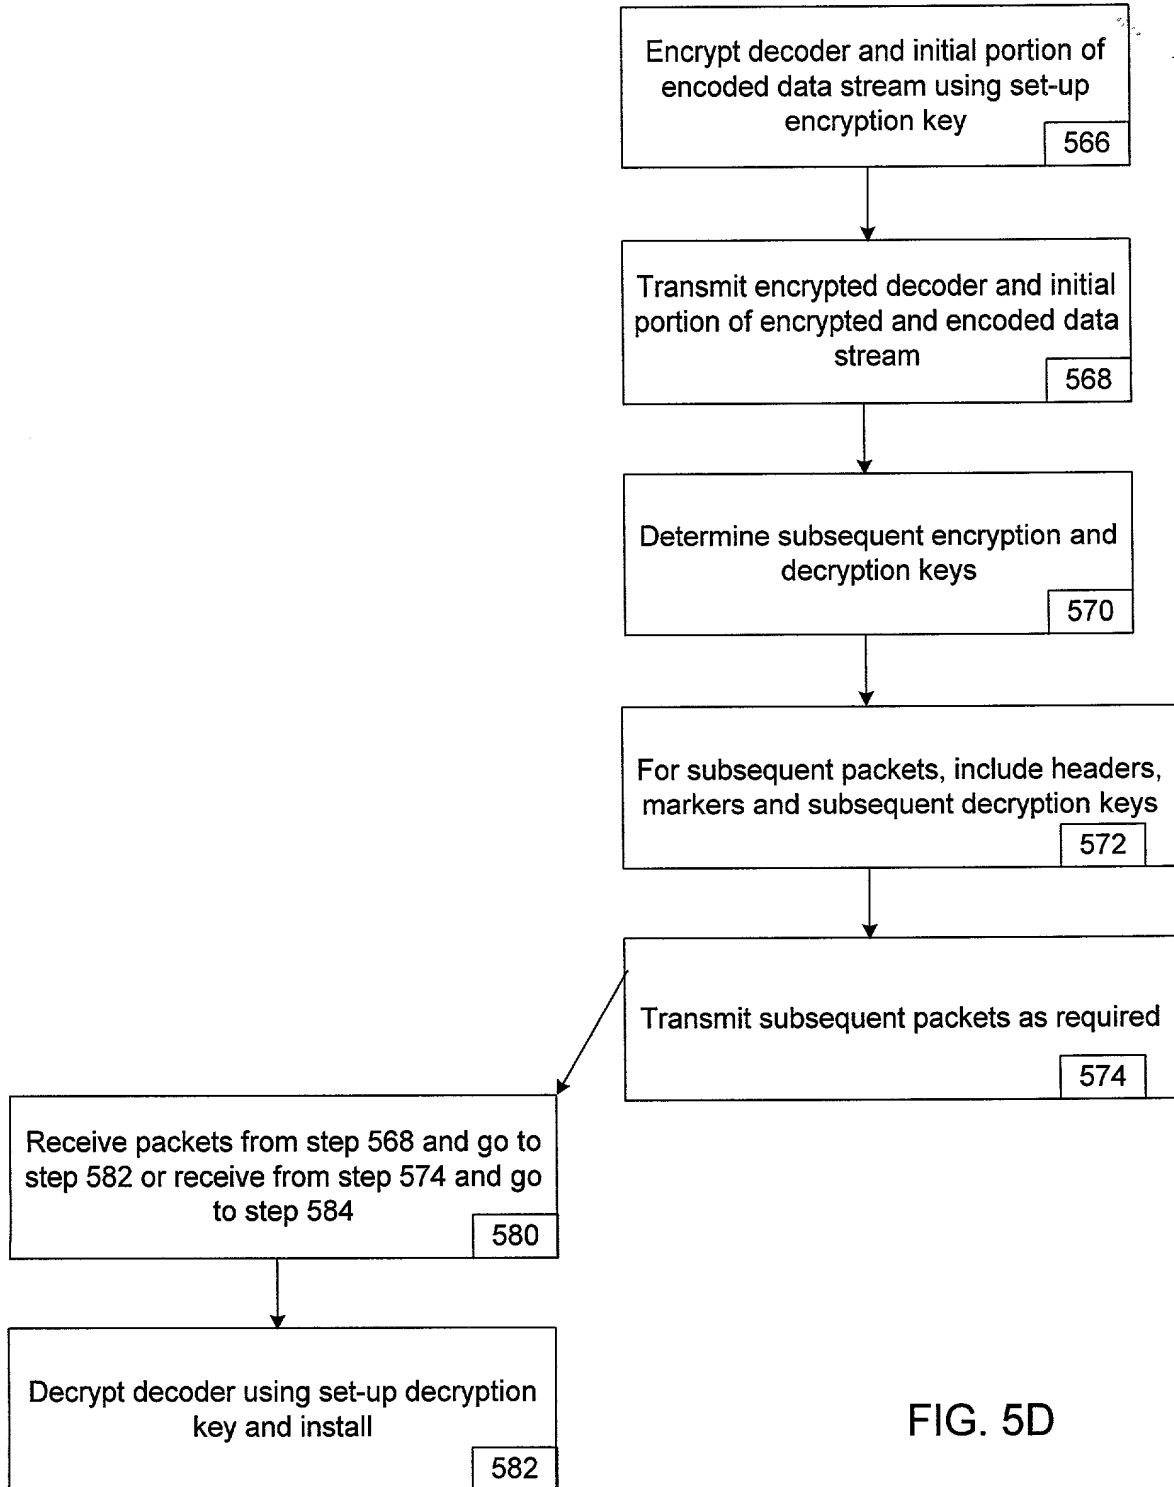 Encrypt decoder and initial portion of
encoded data stream using set-up
encryption key
566
Transmit encrypted decoder and initial
portion of encrypted and encoded data
stream
568
Determine subsequent encryption and
decryption keys
570
For subsequent packets, include headers,
markers and subsequent decryption keys
572
Transmit subsequent packets as required
574
Receive packets from step 568 and go to
step 582 or receive from step 574 and go
to step 584
580
Decrypt decoder using set-up decryption
key and install
582
FIG. 5D